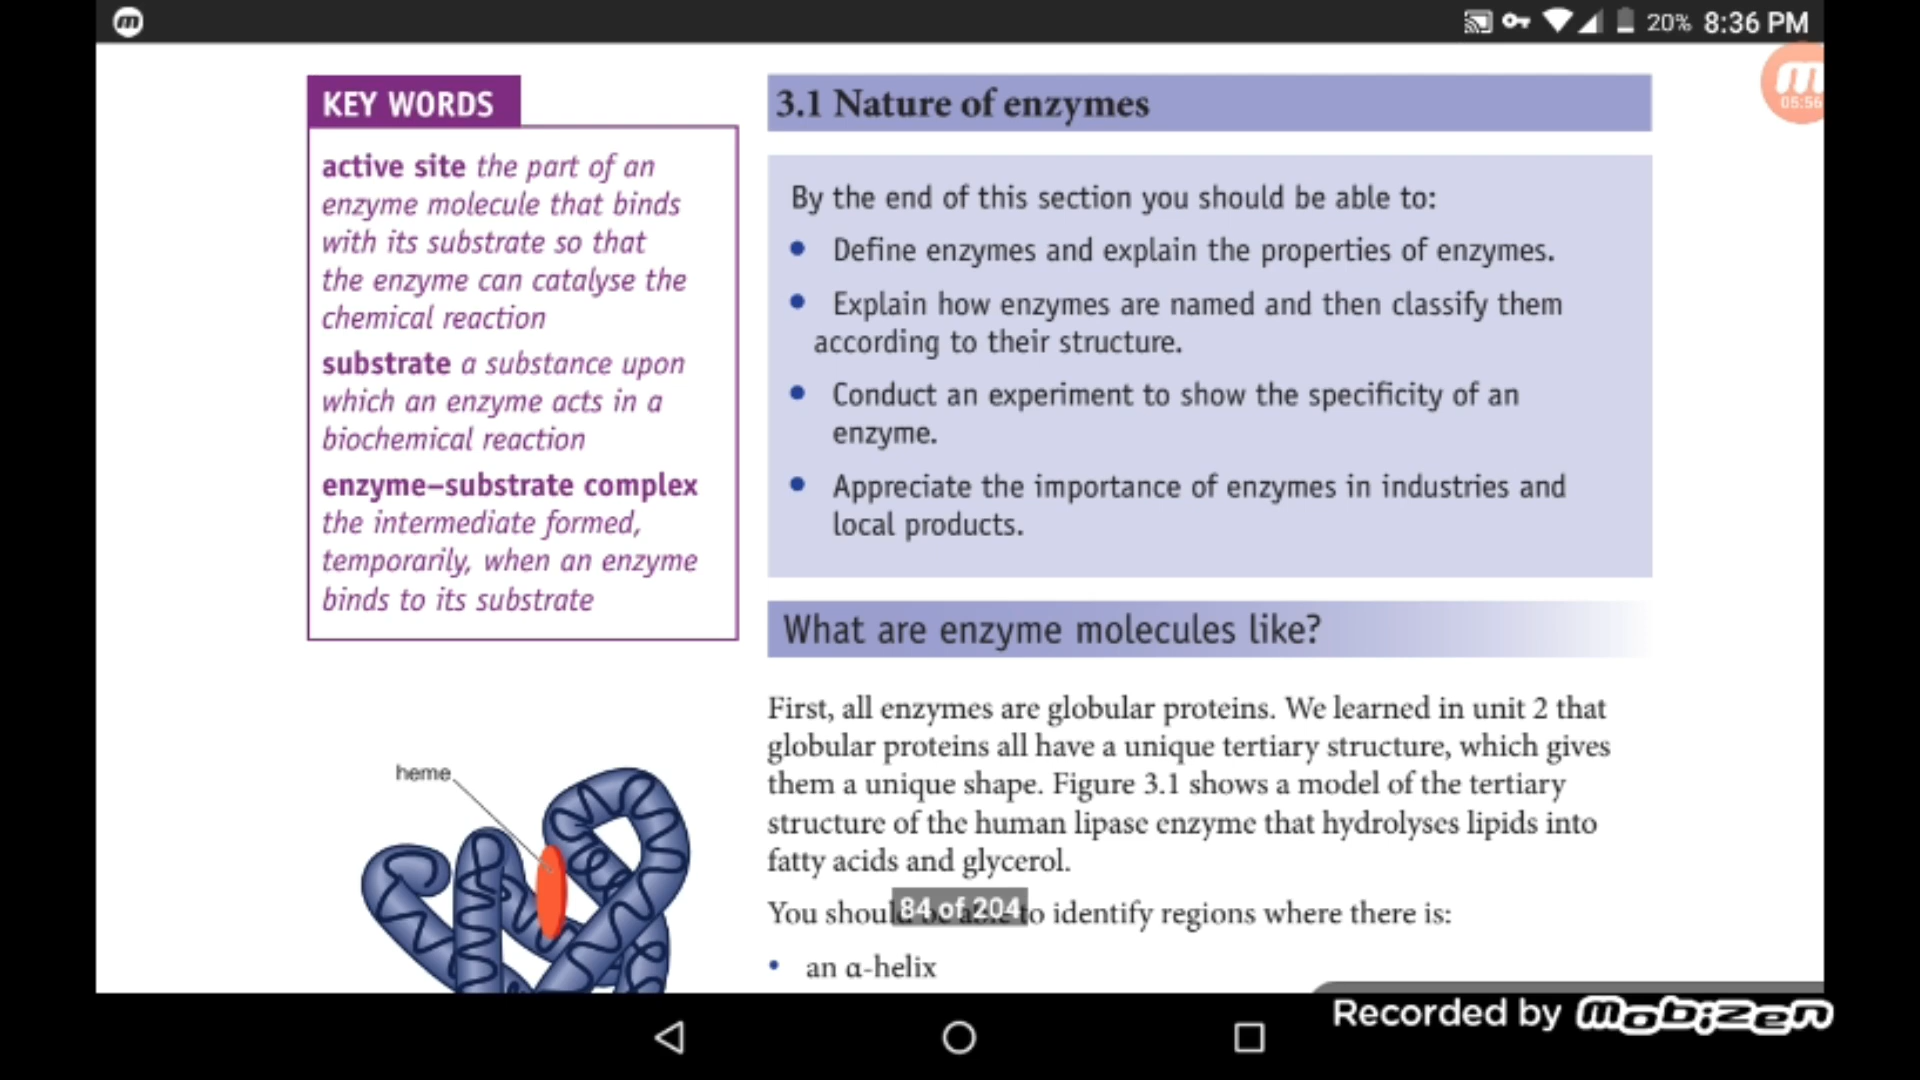 20% 8:36 PM
05:56
KEY WORDS
active site the part of an
enzyme molecule that binds
with its substrate so that
the enzyme can catalyse the
chemical reaction
substrate a substance upon
which an enzyme acts in a
biochemical reaction
enzyme–substrate complex
the intermediate formed,
temporarily, when an enzyme
binds to its substrate
heme
3.1 Nature of enzymes
By the end of this section you should be able to:
• Define enzymes and explain the properties of enzymes.
• Explain how enzymes are named and then classify them
according to their structure.
• Conduct an experiment to show the specificity of an
enzyme.
• Appreciate the importance of enzymes in industries and
local products.
What are enzyme molecules like?
First, all enzymes are globular proteins. We learned in unit 2 that
globular proteins all have a unique tertiary structure, which gives
them a unique shape. Figure 3.1 shows a model of the tertiary
structure of the human lipase enzyme that hydrolyses lipids into
fatty acids and glycerol.
You should be able to identify regions where there is:
84 of 204
• an α-helix
Recorded by mobizen